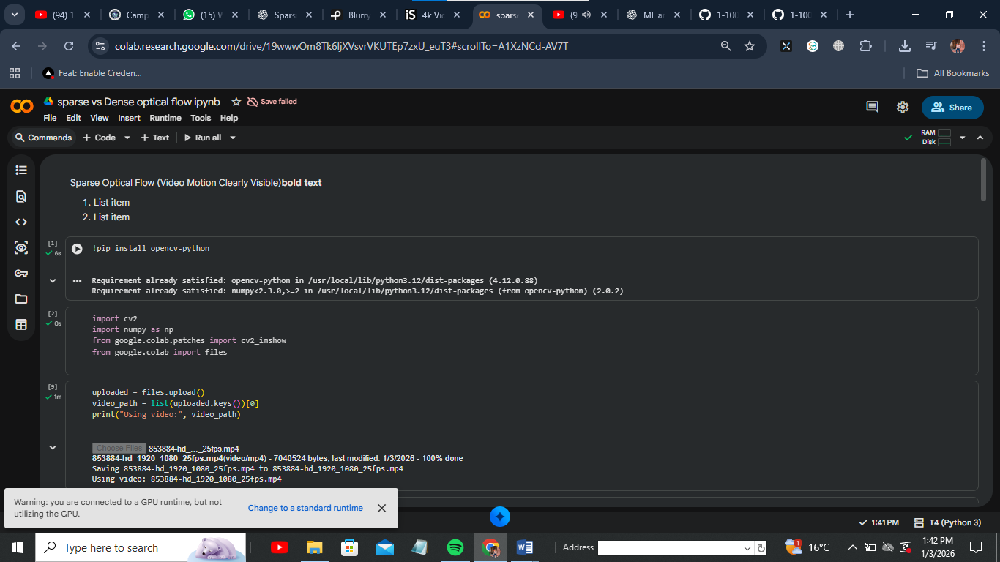 (94) 1
Camp
(15) W
Spars
Blurry
4k Vid
spars
(9
ML ar
1-100
1-100
colab.research.google.com/drive/19wwwOm8Tk6ljXVsvrVKUTEp7zxU_euT3#scrollTo=A1XzNCd-AV7T
Feat: Enable Creden...
All Bookmarks
sparse vs Dense optical flow ipynb
Save failed
File Edit View Insert Runtime Tools Help
Share
Commands + Code + Text Run all
RAM
Disk
Sparse Optical Flow (Video Motion Clearly Visible)bold text
1. List item
2. List item
[1]
6s
!pip install opencv-python
Requirement already satisfied: opencv-python in /usr/local/lib/python3.12/dist-packages (4.12.0.88)
Requirement already satisfied: numpy<2.3.0,>=2 in /usr/local/lib/python3.12/dist-packages (from opencv-python) (2.0.2)
[2]
0s
import cv2
import numpy as np
from google.colab.patches import cv2_imshow
from google.colab import files
[9]
1m
uploaded = files.upload()
video_path = list(uploaded.keys())[0]
print("Using video:", video_path)
Choose Files 853884-hd_..._25fps.mp4
853884-hd_1920_1080_25fps.mp4(video/mp4) - 7040524 bytes, last modified: 1/3/2026 - 100% done
Saving 853884-hd_1920_1080_25fps.mp4 to 853884-hd_1920_1080_25fps.mp4
Using video: 853884-hd_1920_1080_25fps.mp4
Warning: you are connected to a GPU runtime, but not
utilizing the GPU.
Change to a standard runtime
1:41 PM
T4 (Python 3)
Type here to search
Address
16°C
1:42 PM
1/3/2026